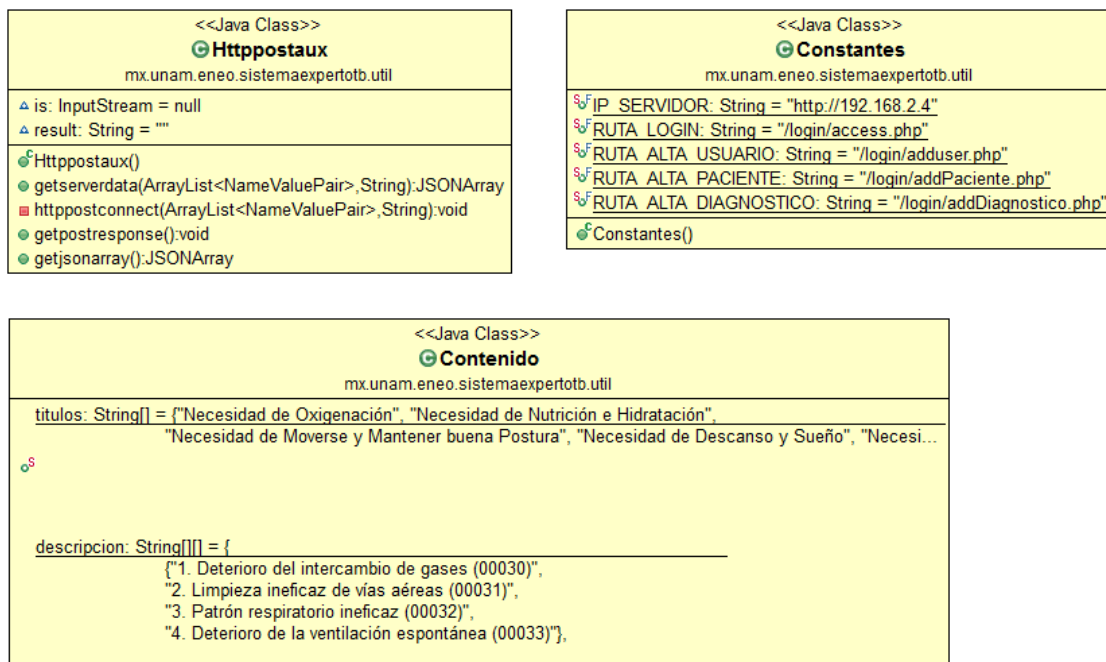 <<Java Class>>
Httppostaux
mx.unam.eneo.sistemaexpertotb.util
is: InputStream = null
result: String = ""
Httppostaux()
getserverdata(ArrayList<NameValuePair>,String):JSONArray
httppostconnect(ArrayList<NameValuePair>,String):void
getpostresponse():void
getjsonarray():JSONArray
<<Java Class>>
Constantes
mx.unam.eneo.sistemaexpertotb.util
IP_SERVIDOR: String = "http://192.168.2.4"
RUTA_LOGIN: String = "/login/access.php"
RUTA_ALTA_USUARIO: String = "/login/adduser.php"
RUTA_ALTA_PACIENTE: String = "/login/addPaciente.php"
RUTA_ALTA_DIAGNOSTICO: String = "/login/addDiagnostico.php"
Constantes()
<<Java Class>>
Contenido
mx.unam.eneo.sistemaexpertotb.util
titulos: String[] = {"Necesidad de Oxigenación", "Necesidad de Nutrición e Hidratación",
"Necesidad de Moverse y Mantener buena Postura", "Necesidad de Descanso y Sueño", "Necesi...
descripcion: String[][] = {
{"1. Deterioro del intercambio de gases (00030)",
"2. Limpieza ineficaz de vías aéreas (00031)",
"3. Patrón respiratorio ineficaz (00032)",
"4. Deterioro de la ventilación espontánea (00033)"},